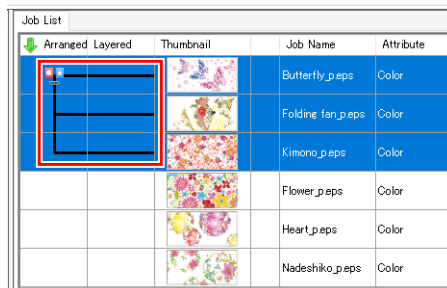 Job List
Arranged Layered Thumbnail Job Name Attribute
Butterfly_p.eps Color
Folding fan_p.eps Color
Kimono_p.eps Color
Flower_p.eps Color
Heart_p.eps Color
Nadeshiko_p.eps Color